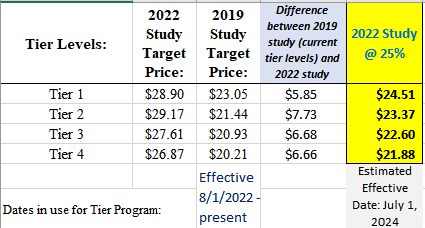 Tier Levels:
2022
Study
Target
Price:
2019
Study
Target
Price:
Difference
between 2019
study (current
tier levels) and
2022 study
2022 Study
@ 25%
Tier 1 $28.90 $23.05 $5.85 $24.51
Tier 2 $29.17 $21.44 $7.73 $23.37
Tier 3 $27.61 $20.93 $6.68 $22.60
Tier 4 $26.87 $20.21 $6.66 $21.88
Dates in use for Tier Program:
Effective
8/1/2022 -
present
Estimated
Effective
Date: July 1,
2024